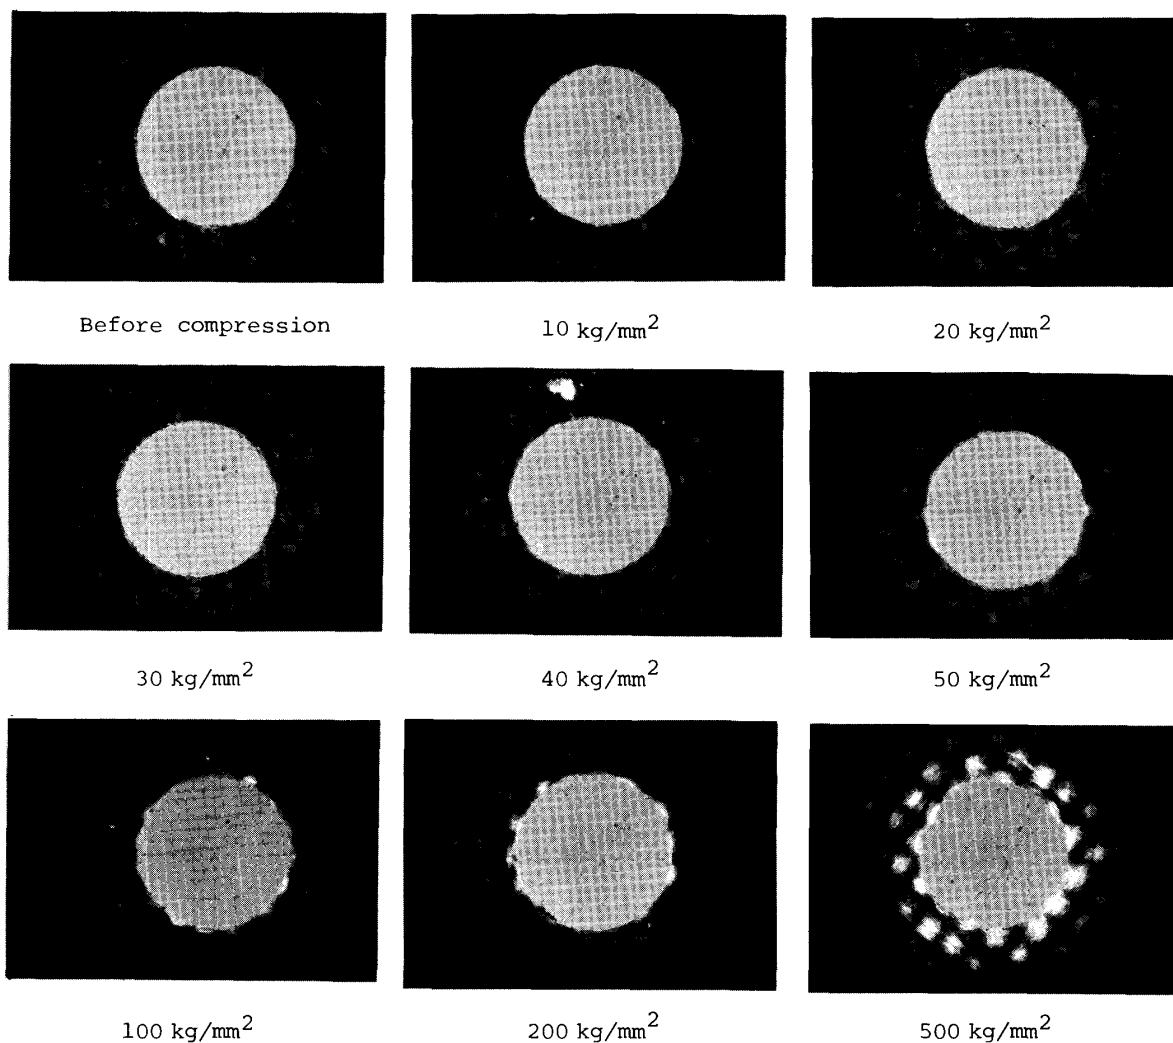 Before compression
10 kg/mm²
20 kg/mm²
30 kg/mm²
40 kg/mm²
50 kg/mm²
100 kg/mm²
200 kg/mm²
500 kg/mm²